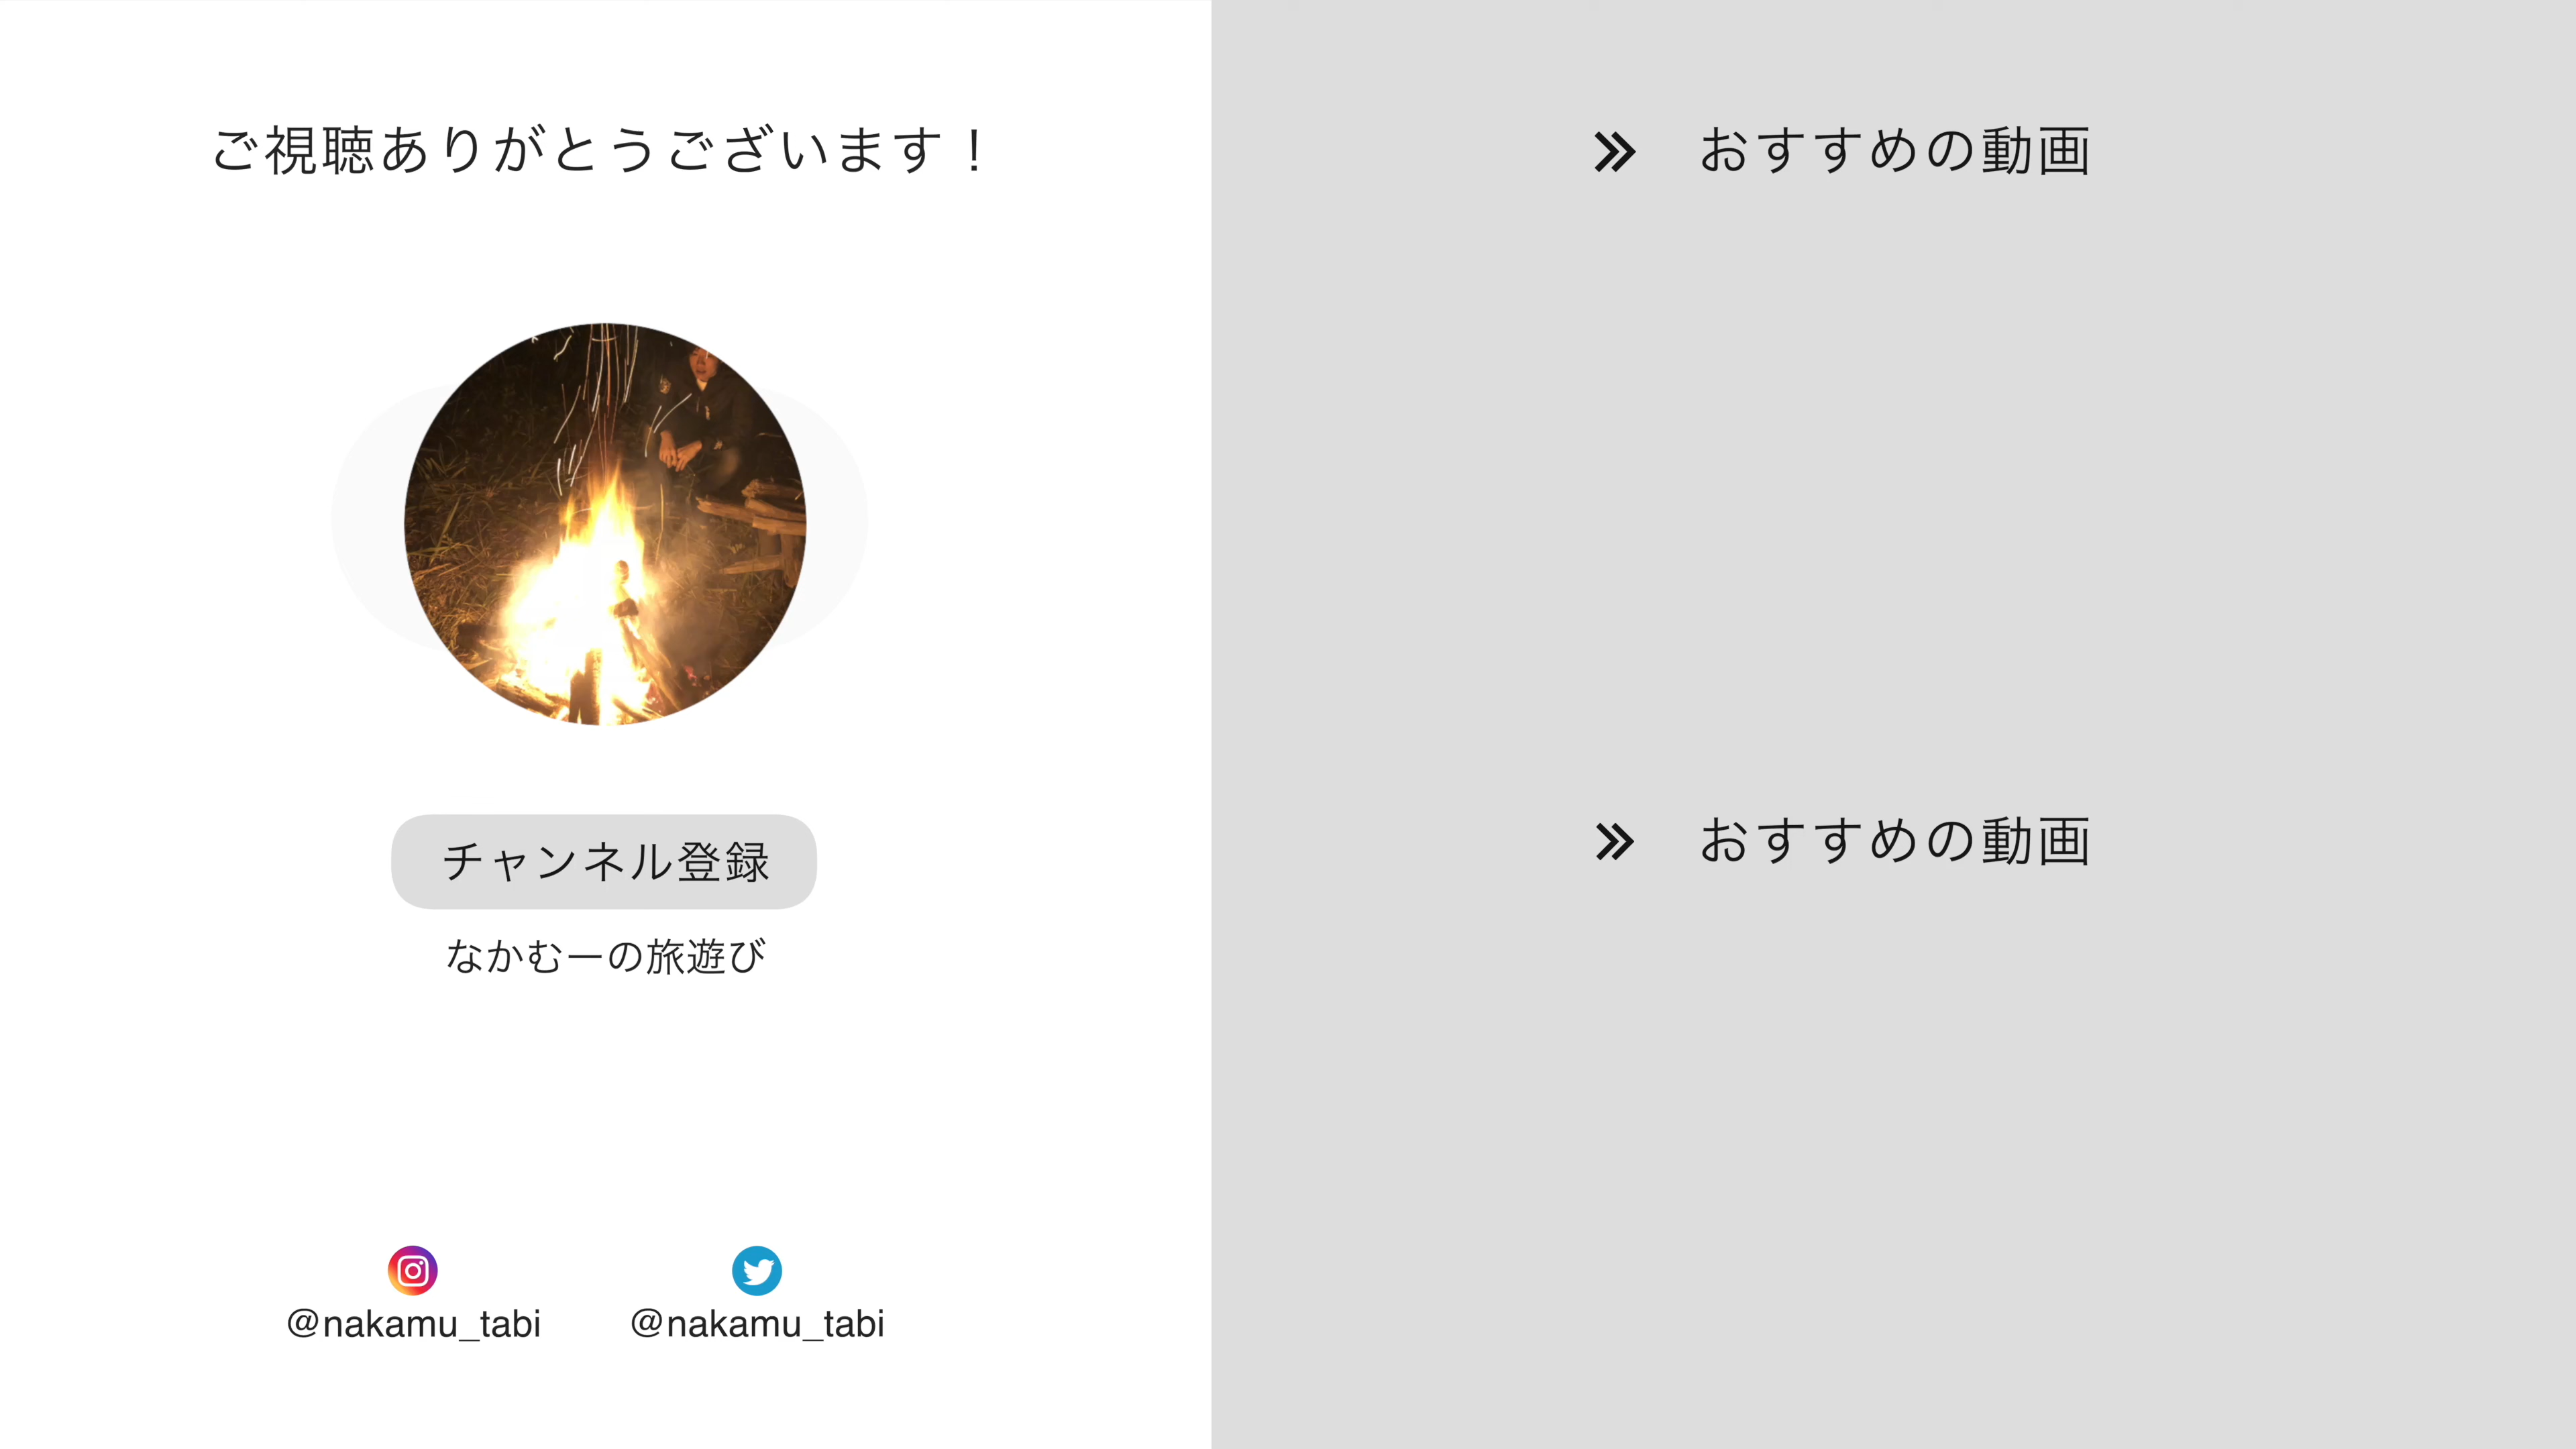 ご視聴ありがとうございます！
チャンネル登録
なかむーの旅遊び
@nakamu_tabi
@nakamu_tabi
おすすめの動画
おすすめの動画